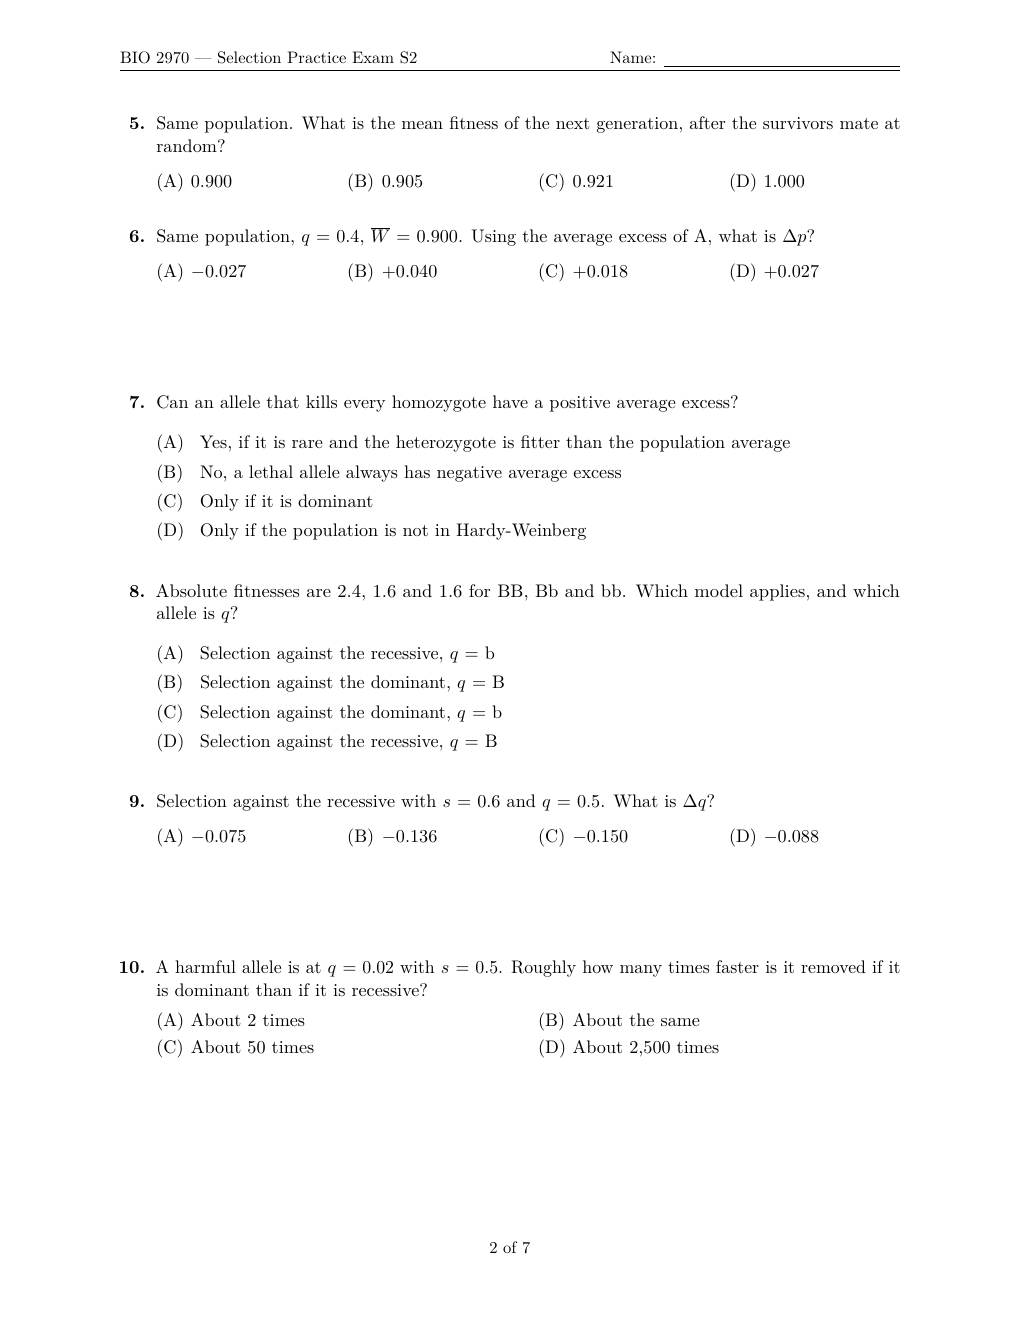 BIO 2970 — Selection Practice Exam S2 Name:
5. Same population. What is the mean fitness of the next generation, after the survivors mate at
random?
(A) 0.900 (B) 0.905 (C) 0.921 (D) 1.000
6. Same population, q = 0.4, W̅ = 0.900. Using the average excess of A, what is Δp?
(A) −0.027 (B) +0.040 (C) +0.018 (D) +0.027
7. Can an allele that kills every homozygote have a positive average excess?
(A) Yes, if it is rare and the heterozygote is fitter than the population average
(B) No, a lethal allele always has negative average excess
(C) Only if it is dominant
(D) Only if the population is not in Hardy-Weinberg
8. Absolute fitnesses are 2.4, 1.6 and 1.6 for BB, Bb and bb. Which model applies, and which
allele is q?
(A) Selection against the recessive, q = b
(B) Selection against the dominant, q = B
(C) Selection against the dominant, q = b
(D) Selection against the recessive, q = B
9. Selection against the recessive with s = 0.6 and q = 0.5. What is Δq?
(A) −0.075 (B) −0.136 (C) −0.150 (D) −0.088
10. A harmful allele is at q = 0.02 with s = 0.5. Roughly how many times faster is it removed if it
is dominant than if it is recessive?
(A) About 2 times (B) About the same
(C) About 50 times (D) About 2,500 times
2 of 7